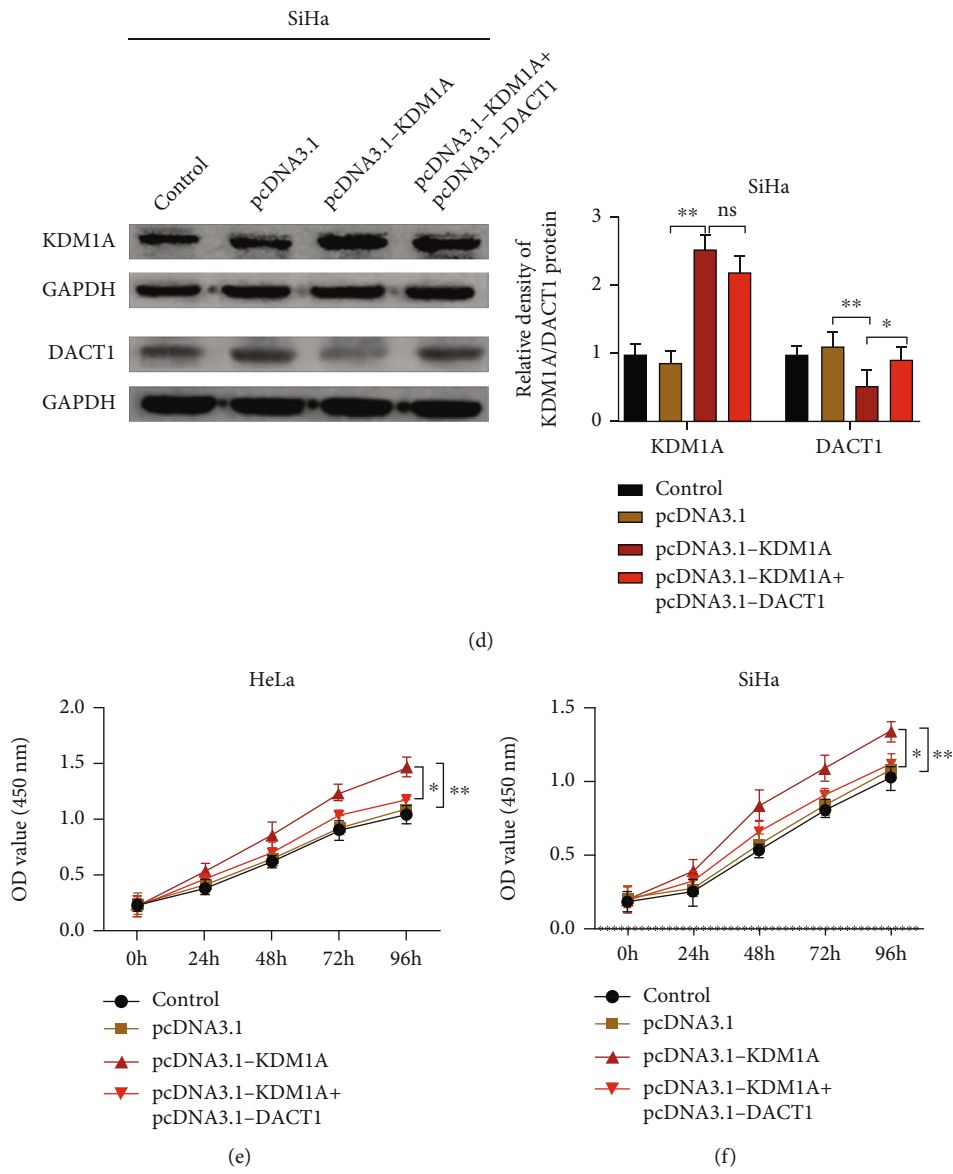 SiHa
Control
pcDNA3.1
pcDNA3.1–KDM1A
pcDNA3.1–KDM1A+
pcDNA3.1–DACT1
KDM1A
GAPDH
DACT1
GAPDH
SiHa
Relative density of
KDM1A/DACT1 protein
3
2
1
0
**
ns
**
*
KDM1A
DACT1
Control
pcDNA3.1
pcDNA3.1–KDM1A
pcDNA3.1–KDM1A+
pcDNA3.1–DACT1
(d)
HeLa
OD value (450 nm)
2.0
1.5
1.0
0.5
0.0
*
**
0h 24h 48h 72h 96h
Control
pcDNA3.1
pcDNA3.1–KDM1A
pcDNA3.1–KDM1A+
pcDNA3.1–DACT1
(e)
SiHa
OD value (450 nm)
1.5
1.0
0.5
0.0
*
**
0h 24h 48h 72h 96h
Control
pcDNA3.1
pcDNA3.1–KDM1A
pcDNA3.1–KDM1A+
pcDNA3.1–DACT1
(f)